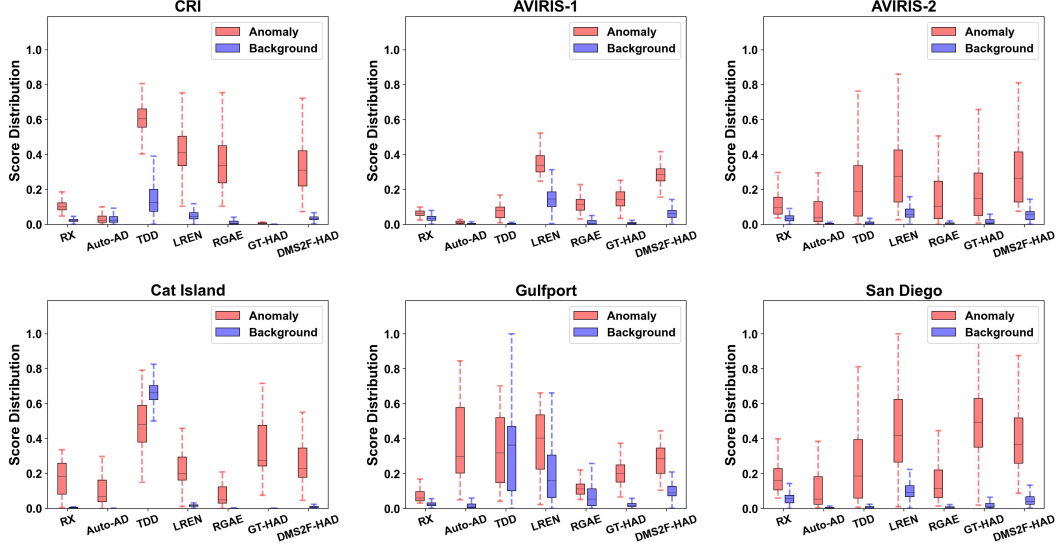 CRI
Score Distribution
1.0
0.8
0.6
0.4
0.2
0.0
Anomaly
Background
RX
Auto-AD
TDD
LREN
RGAE
GT-HAD
DMS2F-HAD
AVIRIS-1
Score Distribution
1.0
0.8
0.6
0.4
0.2
0.0
Anomaly
Background
RX
Auto-AD
TDD
LREN
RGAE
GT-HAD
DMS2F-HAD
AVIRIS-2
Score Distribution
1.0
0.8
0.6
0.4
0.2
0.0
Anomaly
Background
RX
Auto-AD
TDD
LREN
RGAE
GT-HAD
DMS2F-HAD
Cat Island
Score Distribution
1.0
0.8
0.6
0.4
0.2
0.0
Anomaly
Background
RX
Auto-AD
TDD
LREN
RGAE
GT-HAD
DMS2F-HAD
Gulfport
Score Distribution
1.0
0.8
0.6
0.4
0.2
0.0
Anomaly
Background
RX
Auto-AD
TDD
LREN
RGAE
GT-HAD
DMS2F-HAD
San Diego
Score Distribution
1.0
0.8
0.6
0.4
0.2
0.0
Anomaly
Background
RX
Auto-AD
TDD
LREN
RGAE
GT-HAD
DMS2F-HAD